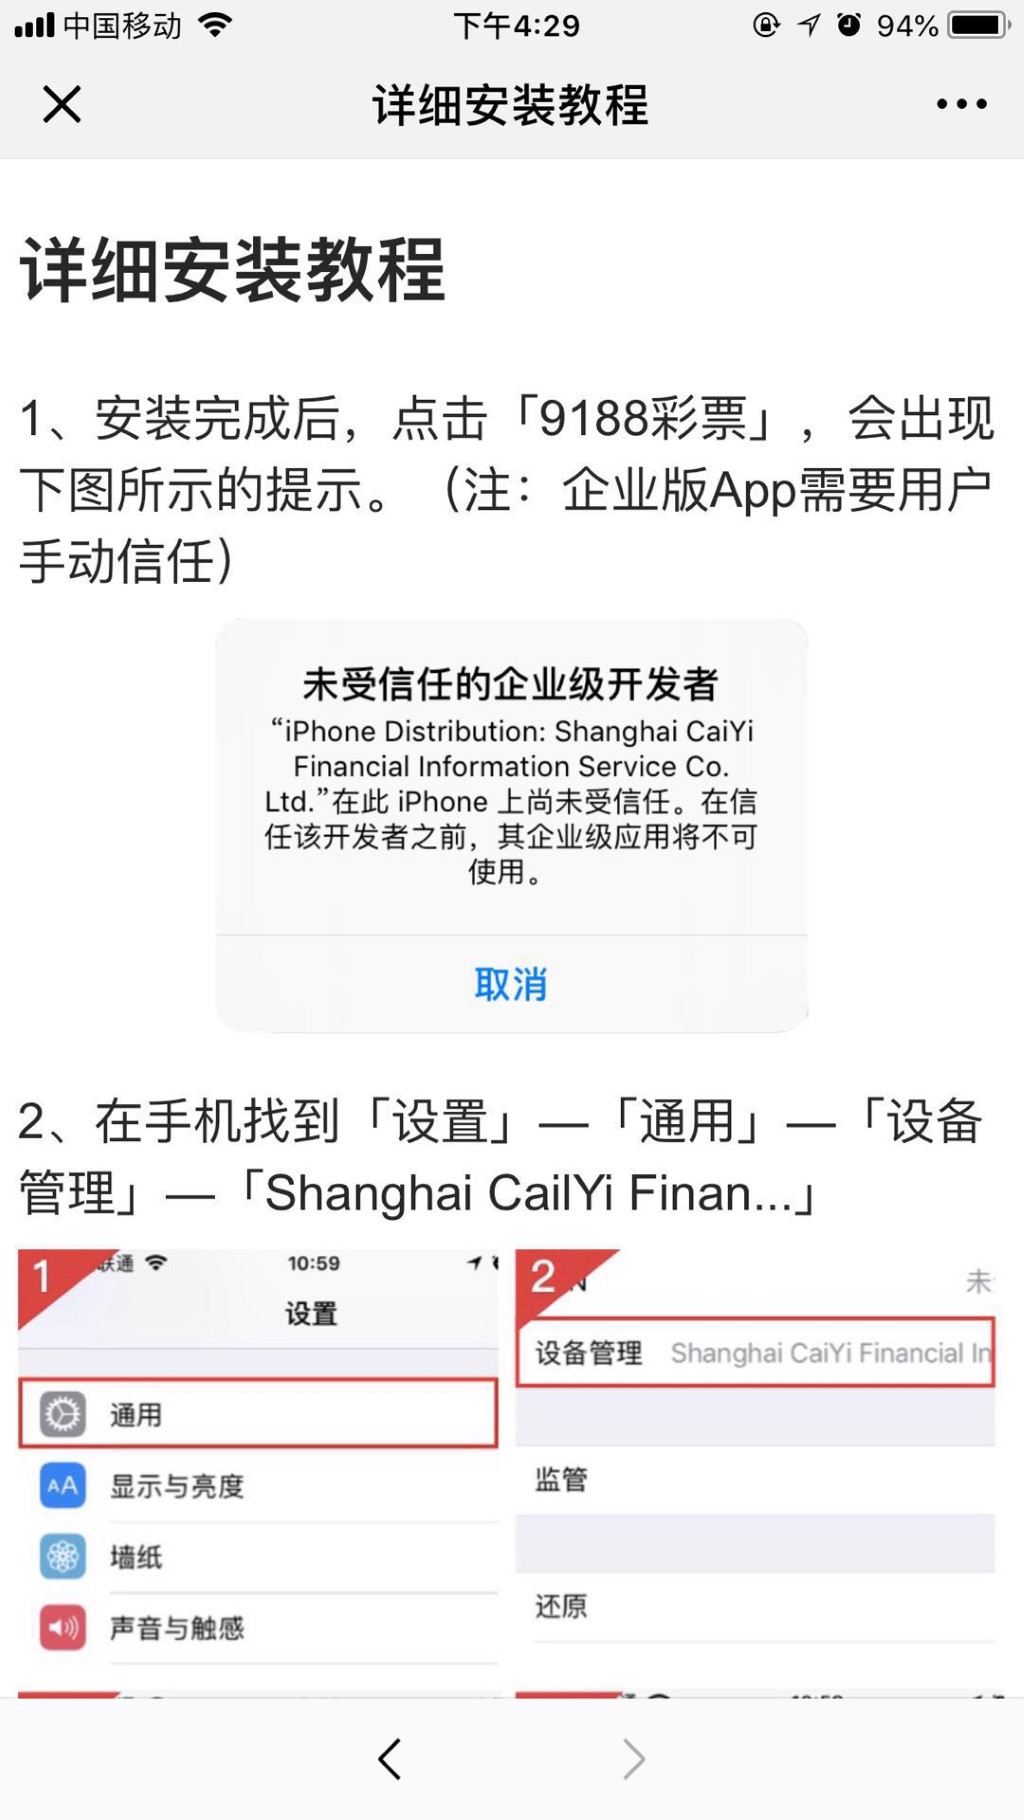 中国移动
下午4:29
94%
详细安装教程
详细安装教程
1、安装完成后，点击「9188彩票」，会出现
下图所示的提示。（注：企业版App需要用户
手动信任）
未受信任的企业级开发者
“iPhone Distribution: Shanghai CaiYi
Financial Information Service Co.
Ltd.”在此 iPhone 上尚未受信任。在信
任该开发者之前，其企业级应用将不可
使用。
取消
2、在手机找到「设置」—「通用」—「设备
管理」—「Shanghai CailYi Finan...」
1
联通
10:59
设置
通用
AA
显示与亮度
墙纸
声音与触感
2
N
未
设备管理 Shanghai CaiYi Financial In
监管
还原